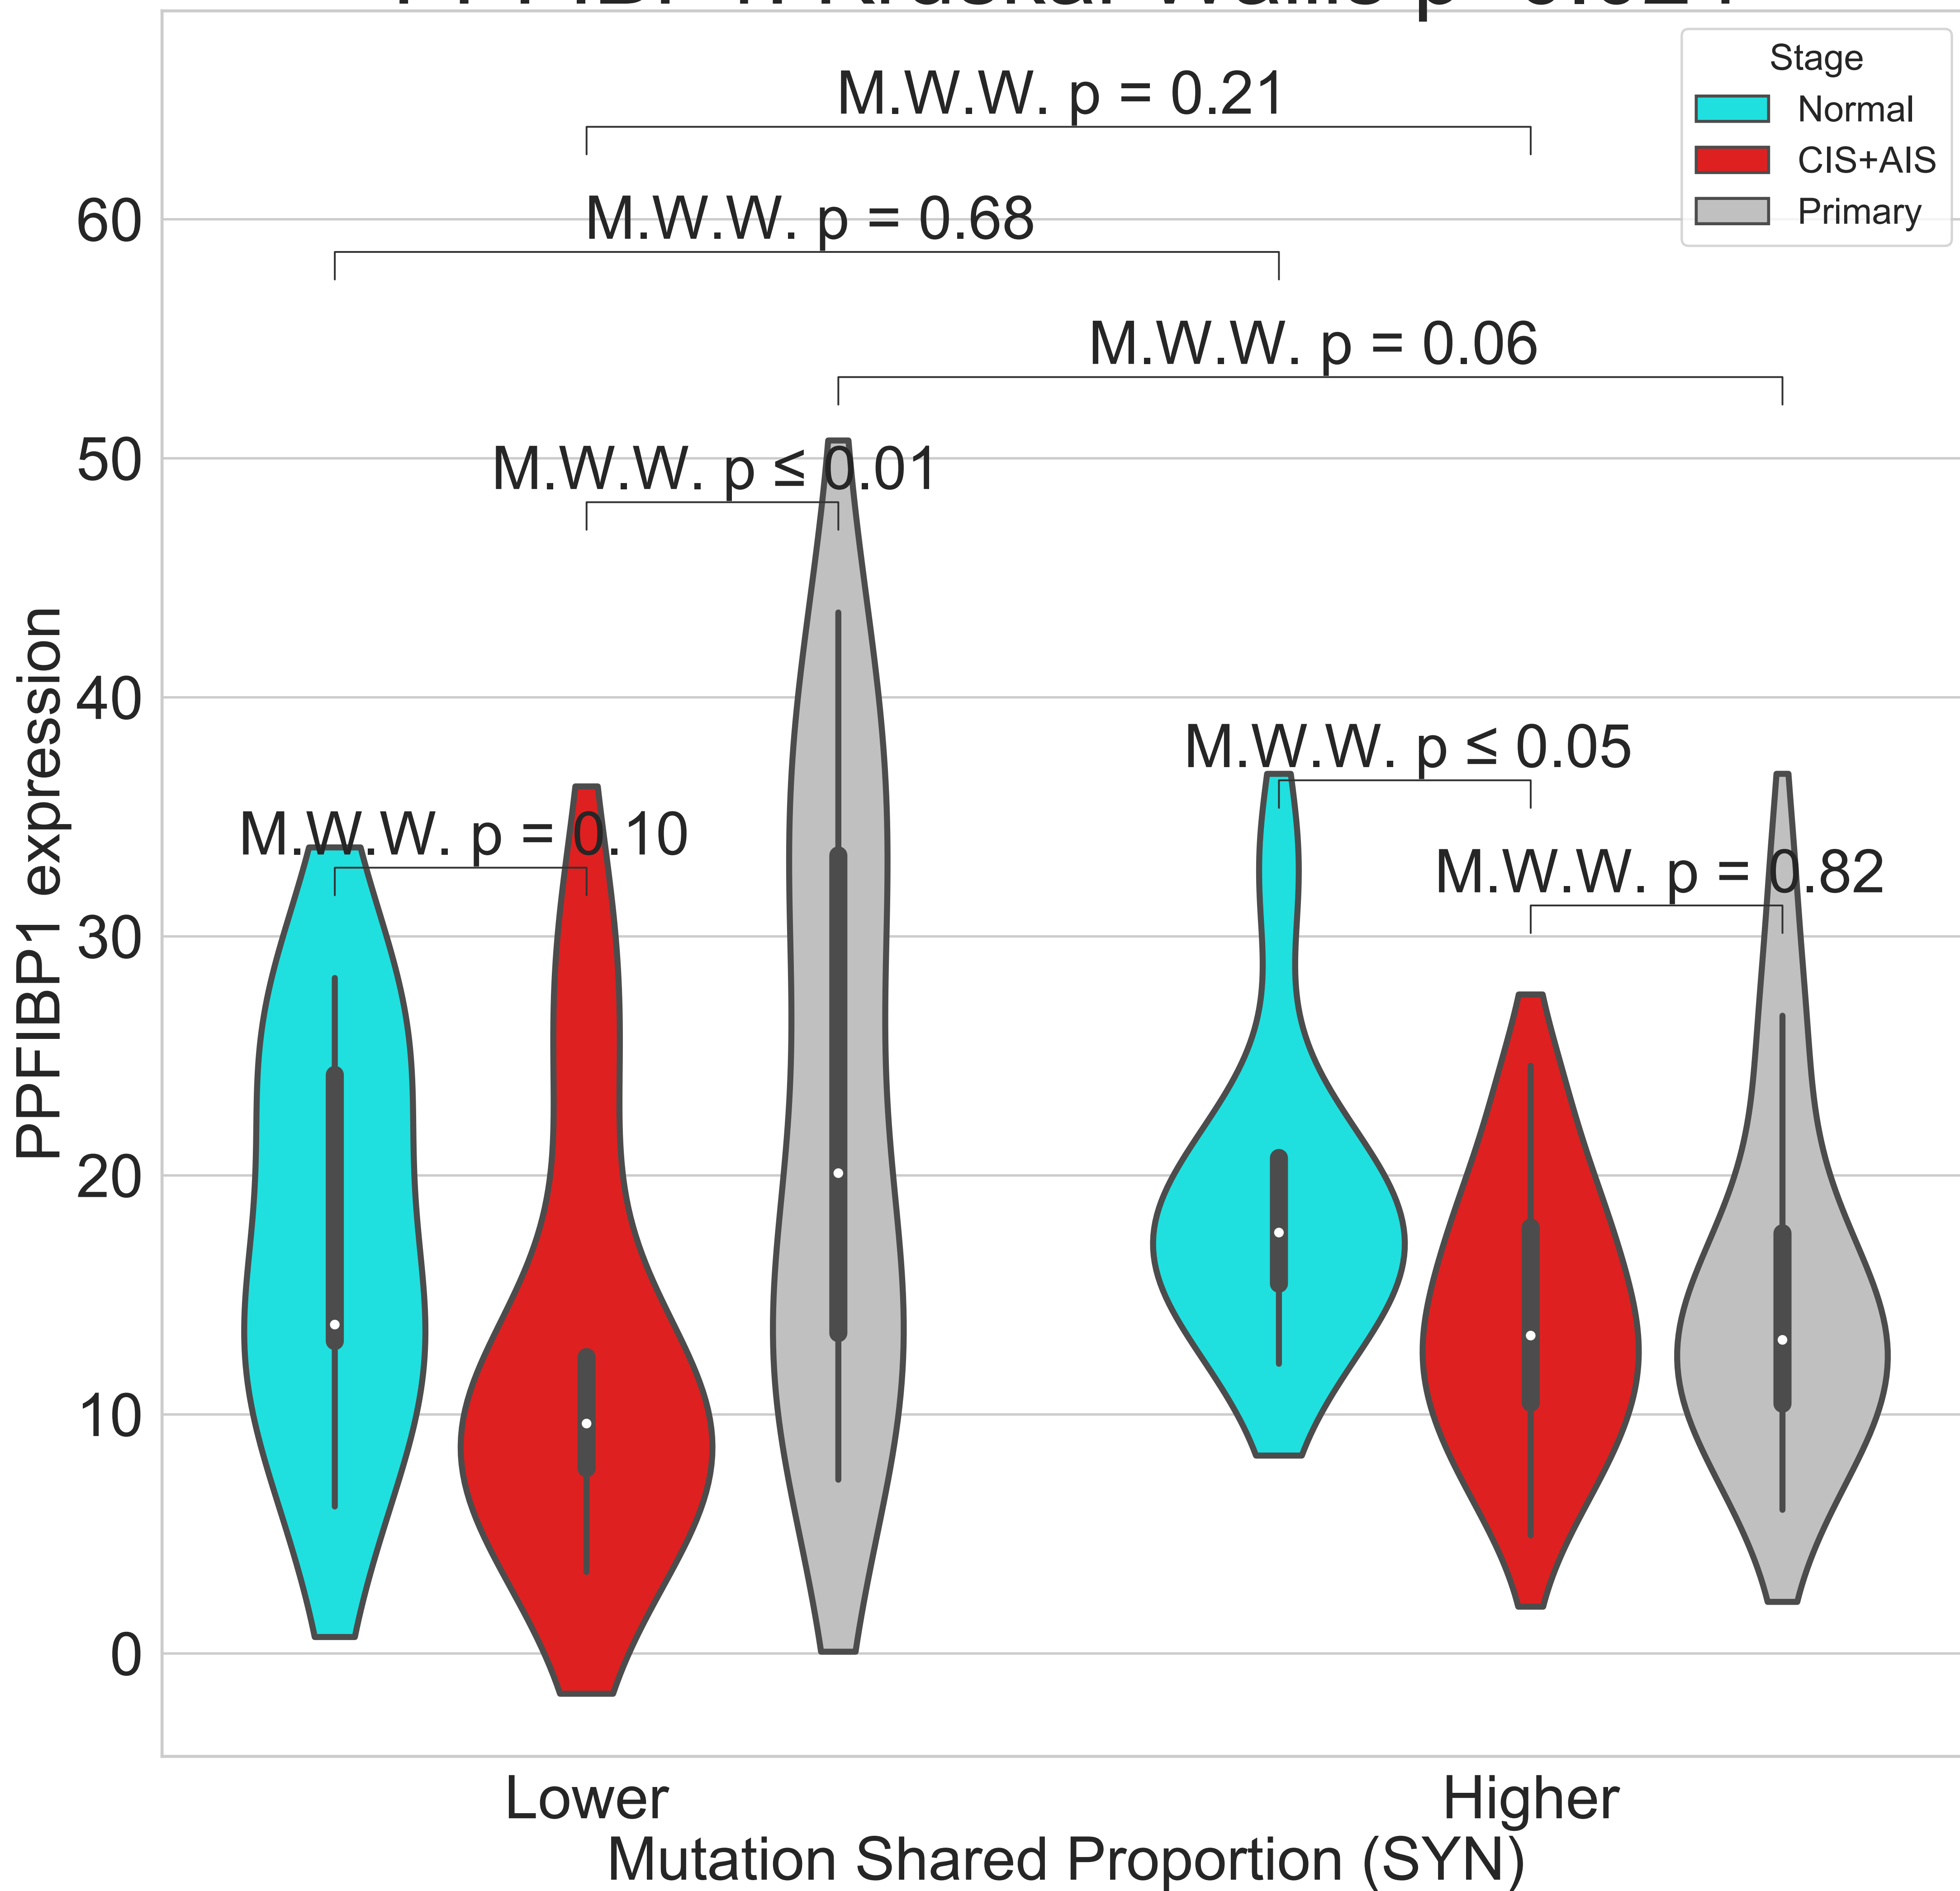 M.W.W. p = 0.21
Stage
Normal
CIS+AIS
Primary
M.W.W. p = 0.68
M.W.W. p = 0.06
M.W.W. p ≤ 0.01
M.W.W. p ≤ 0.05
M.W.W. p = 0.10
M.W.W. p = 0.82
60
50
40
30
20
10
0
PPFIBP1 expression
Lower
Higher
Mutation Shared Proportion (SYN)